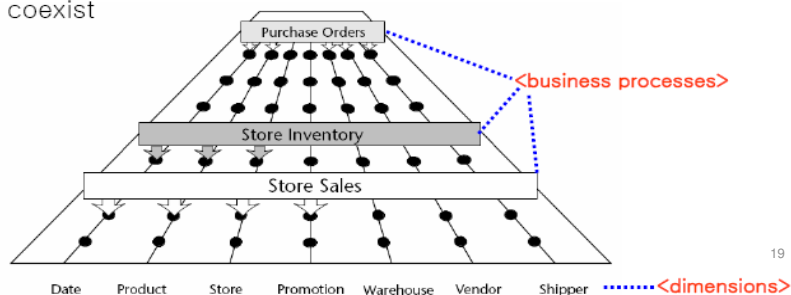 coexist
Purchase Orders
<business processes>
Store Inventory
Store Sales
19
Date Product Store Promotion Warehouse Vendor Shipper <dimensions>